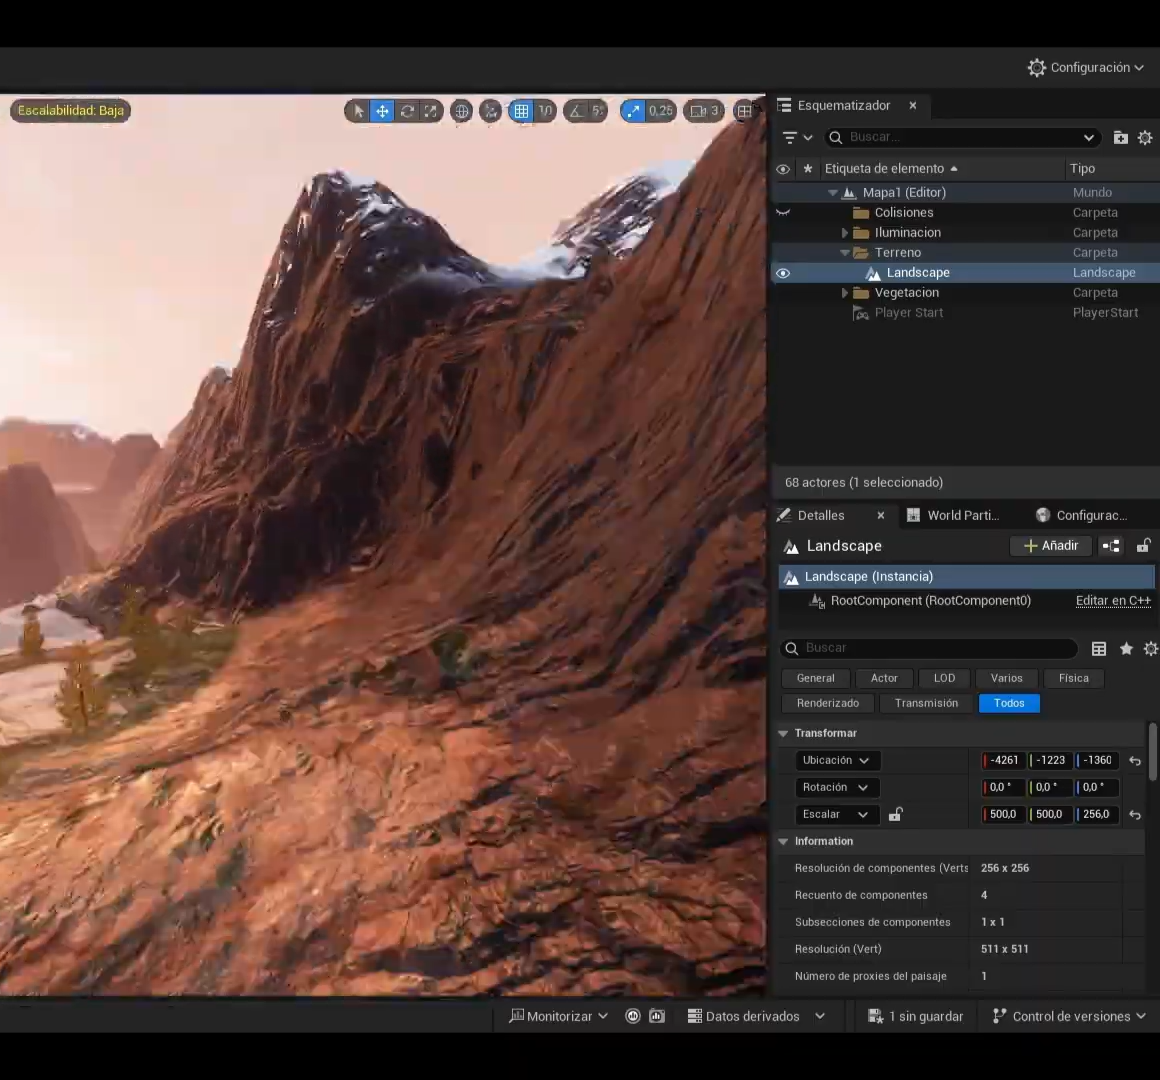 Configuración
Escalabilidad: Baja
10
5°
0,25
3
Esquematizador
Buscar...
Etiqueta de elemento
Tipo
Mapa1 (Editor)
Mundo
Colisiones
Carpeta
Iluminacion
Carpeta
Terreno
Carpeta
Landscape
Landscape
Vegetacion
Carpeta
Player Start
PlayerStart
68 actores (1 seleccionado)
Detalles
World Parti...
Configurac...
Landscape
Añadir
Landscape (Instancia)
RootComponent (RootComponent0)
Editar en C++
Buscar
General
Actor
LOD
Varios
Física
Renderizado
Transmisión
Todos
Transformar
Ubicación
-4261
-1223
-1360
Rotación
0,0 °
0,0 °
0,0 °
Escalar
500,0
500,0
256,0
Information
Resolución de componentes (Verts
256 x 256
Recuento de componentes
4
Subsecciones de componentes
1 x 1
Resolución (Vert)
511 x 511
Número de proxies del paisaje
1
Monitorizar
Datos derivados
1 sin guardar
Control de versiones